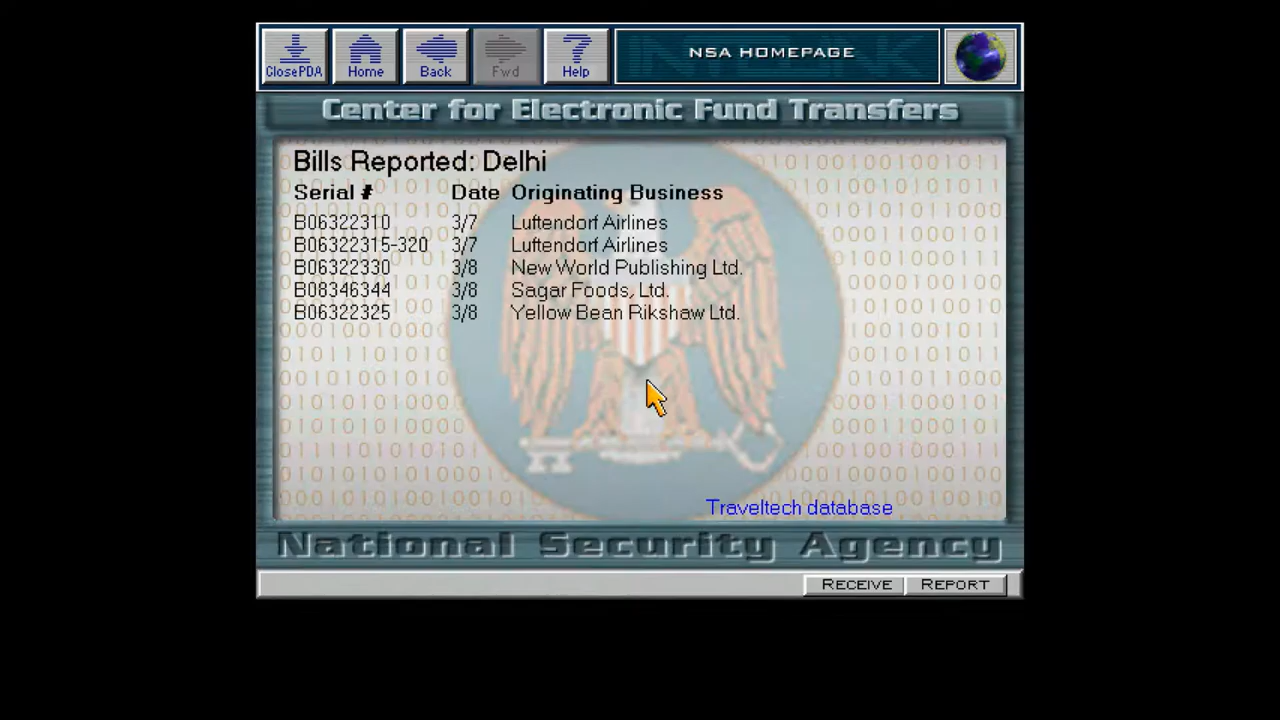 ClosePDA Home Back Fwd Help NSA HOMEPAGE
Center for Electronic Fund Transfers
Bills Reported: Delhi
Serial # Date Originating Business
B06322310 3/7 Luftendorf Airlines
B06322315-320 3/7 Luftendorf Airlines
B06322330 3/8 New World Publishing Ltd.
B08346344 3/8 Sagar Foods, Ltd.
B06322325 3/8 Yellow Bean Rikshaw Ltd.
Traveltech database
National Security Agency
RECEIVE REPORT